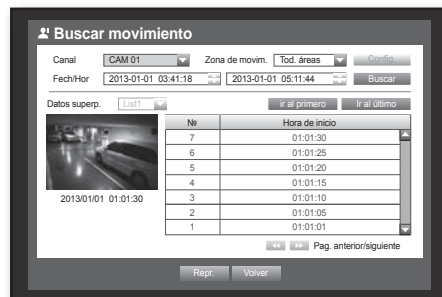 Buscar movimiento
Canal CAM 01 Zona de movim. Tod. áreas Config.
Fech/Hor 2013-01-01 03:41:18 2013-01-01 05:11:44 Buscar
Datos superp. List1 ir al primero Ir al último
№ Hora de inicio
7 01:01:30
6 01:01:25
5 01:01:20
4 01:01:15
2013/01/01 01:01:30
3 01:01:10
2 01:01:05
1 01:01:01
Pag. anterior/siguiente
Repr. Volver